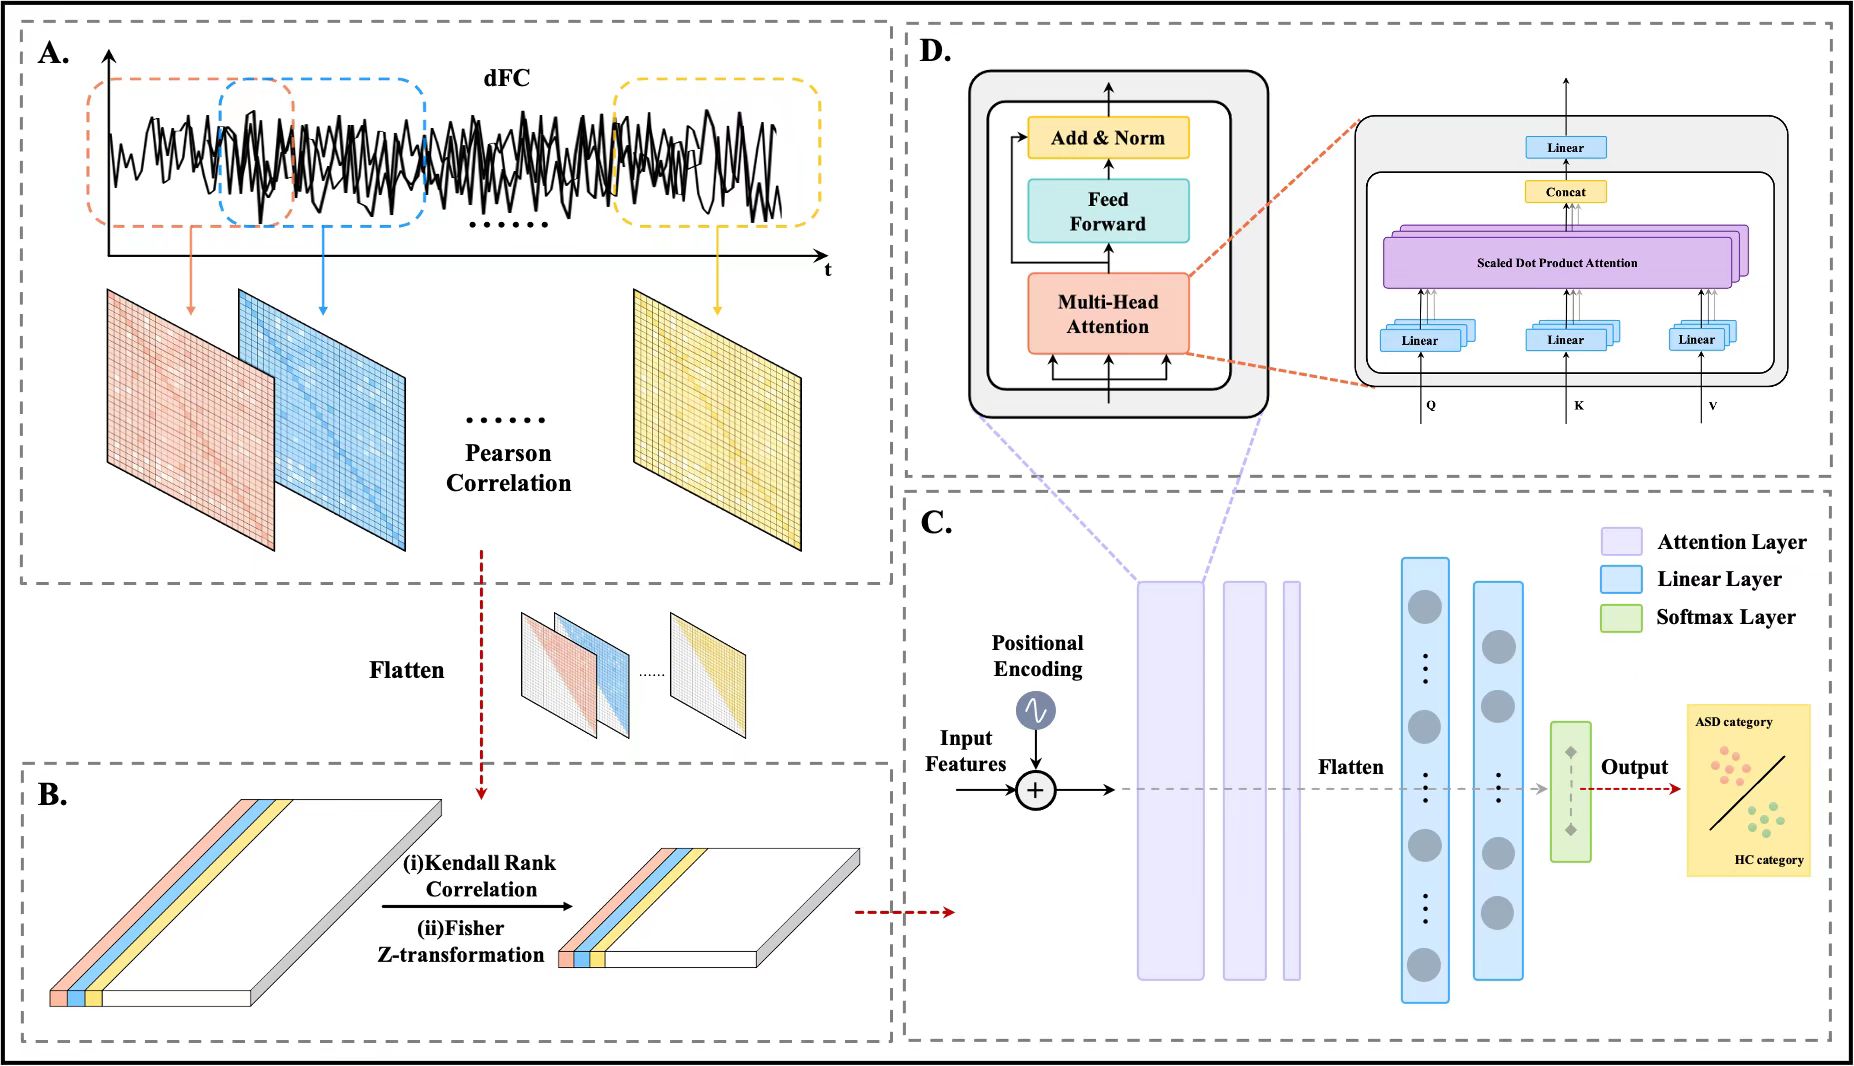 A.
dFC
......
t
......
Pearson
Correlation
Flatten
......
B.
(i)Kendall Rank
Correlation
(ii)Fisher
Z-transformation
D.
Add & Norm
Feed
Forward
Multi-Head
Attention
Linear
Concat
Scaled Dot Product Attention
Linear
Linear
Linear
Q
K
V
C.
Attention Layer
Linear Layer
Softmax Layer
Positional
Encoding
Input
Features
+
Flatten
Output
ASD category
HC category